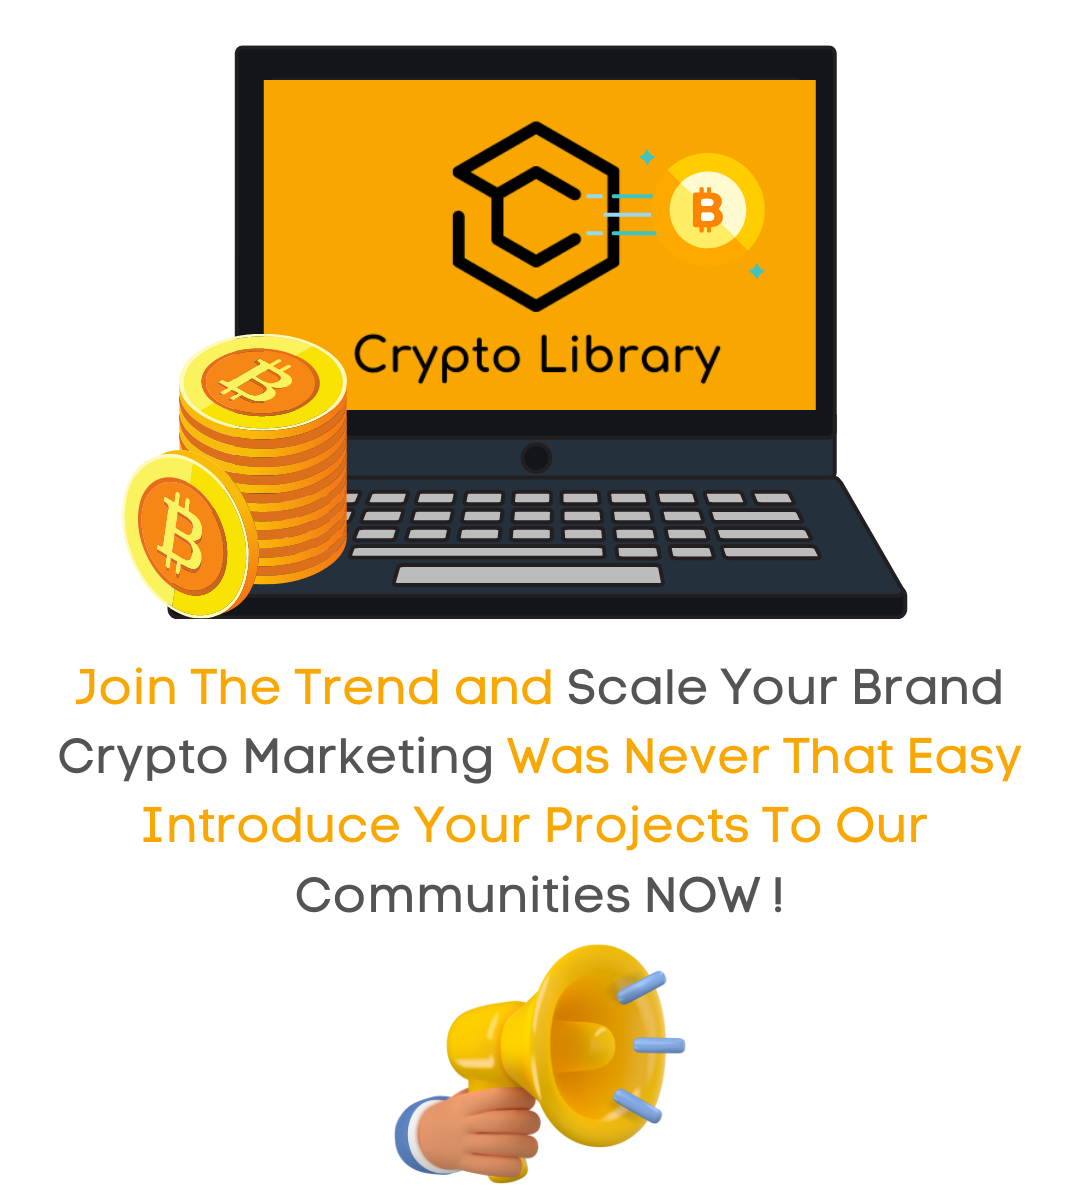 Crypto Library
Join The Trend and Scale Your Brand
Crypto Marketing Was Never That Easy
Introduce Your Projects To Our
Communities NOW !